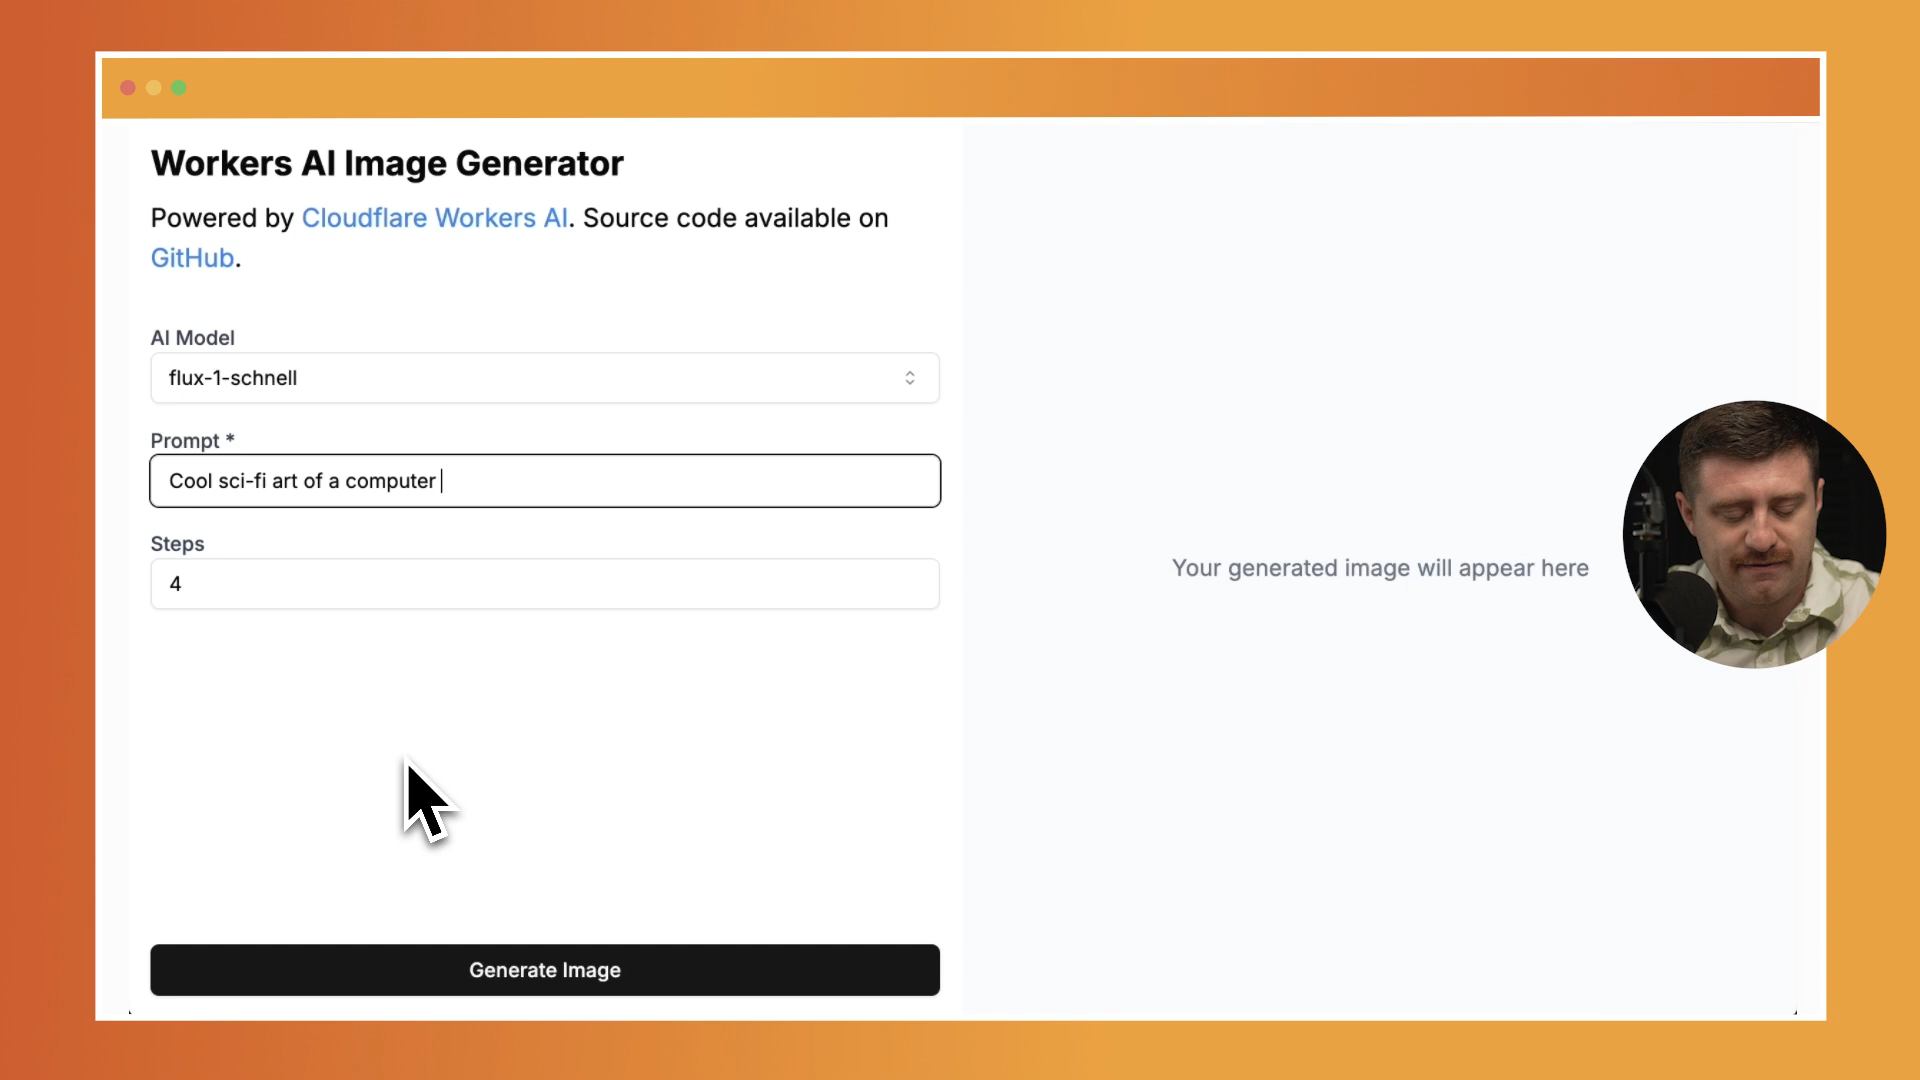 Workers AI Image Generator
Powered by Cloudflare Workers AI. Source code available on
GitHub.
AI Model
flux-1-schnell
Prompt *
Cool sci-fi art of a computer
Steps
4
Generate Image
Your generated image will appear here